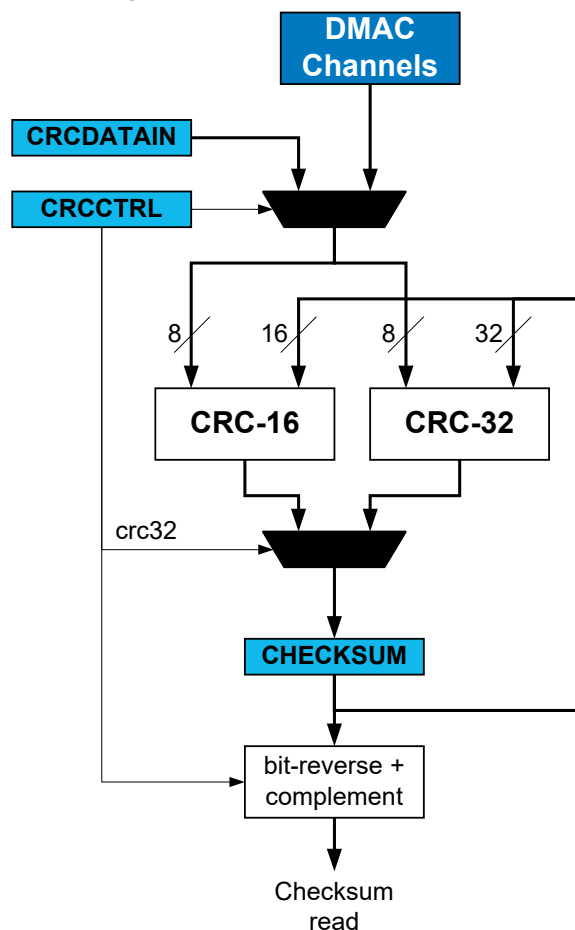 DMAC
Channels
CRCDATAIN
CRCCTRL
8
16
8
32
CRC-16
CRC-32
crc32
CHECKSUM
bit-reverse +
complement
Checksum
read